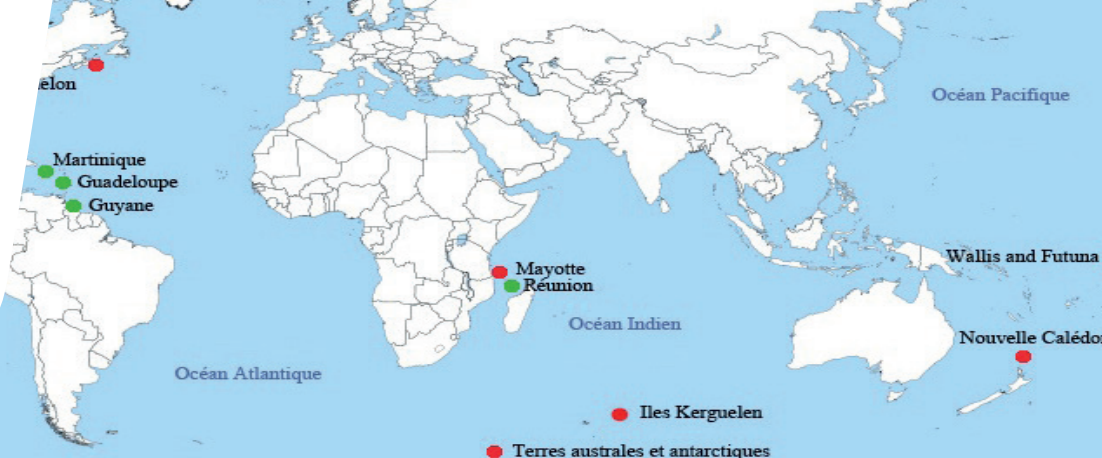 elon
Océan Pacifique
Martinique
Guadeloupe
Guyane
Wallis and Futuna
Mayotte
Réunion
Océan Indien
Nouvelle Calédo
Océan Atlantique
Iles Kerguelen
Terres australes et antarctiques